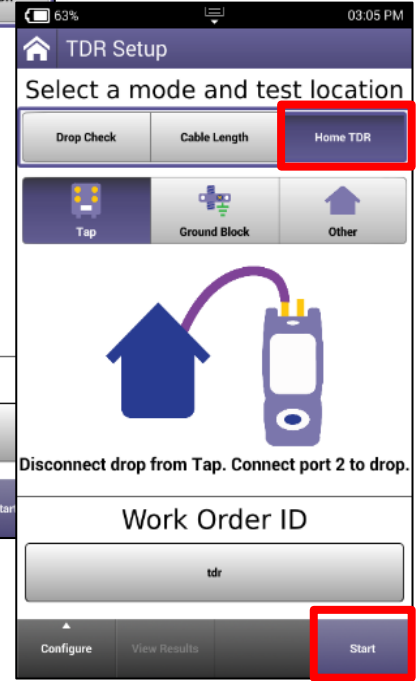 63%
03:05 PM
TDR Setup
Select a mode and test location
Drop Check
Cable Length
Home TDR
Tap
Ground Block
Other
Disconnect drop from Tap. Connect port 2 to drop.
Work Order ID
tdr
Configure
View Results
Start